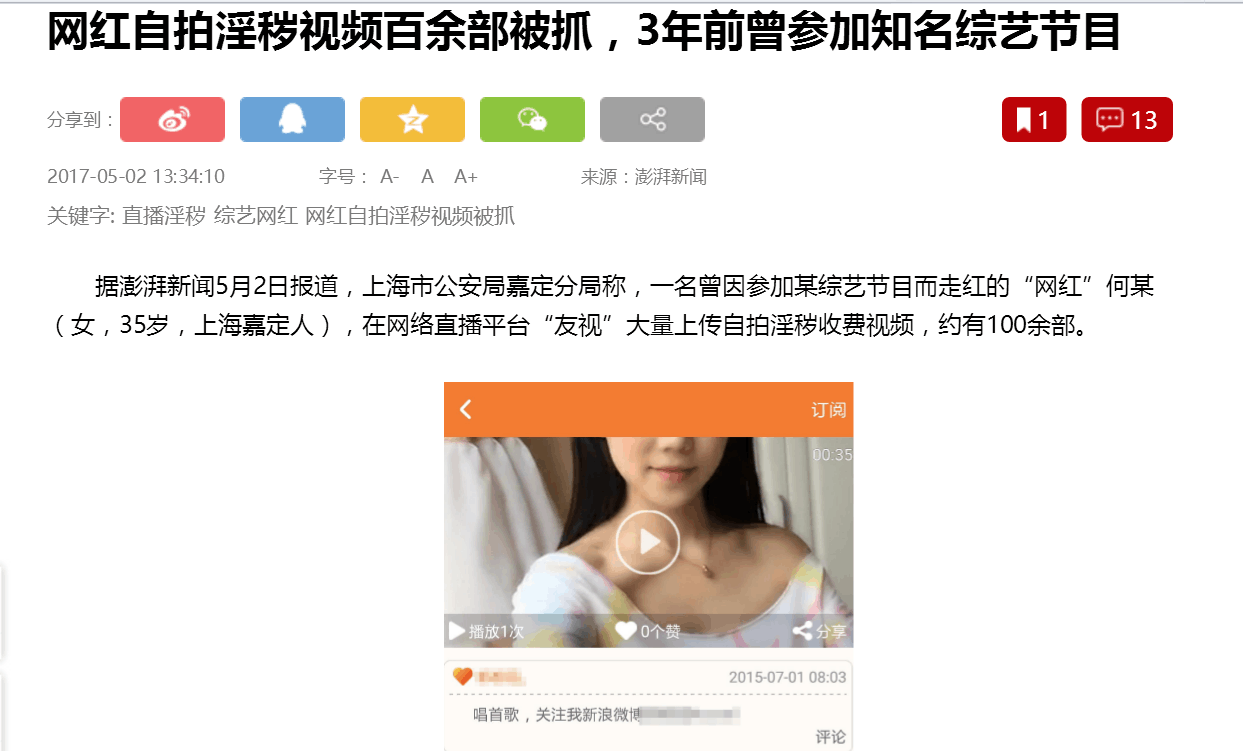 网红自拍淫秽视频百余部被抓，3年前曾参加知名综艺节目
分享到：
1
13
2017-05-02 13:34:10 字号： A- A A+ 来源：澎湃新闻
关键字: 直播淫秽 综艺网红 网红自拍淫秽视频被抓
据澎湃新闻5月2日报道，上海市公安局嘉定分局称，一名曾因参加某综艺节目而走红的“网红”何某
（女，35岁，上海嘉定人），在网络直播平台“友视”大量上传自拍淫秽收费视频，约有100余部。
订阅
00:35
播放1次 0个赞 分享
2015-07-01 08:03
唱首歌，关注我新浪微博
评论